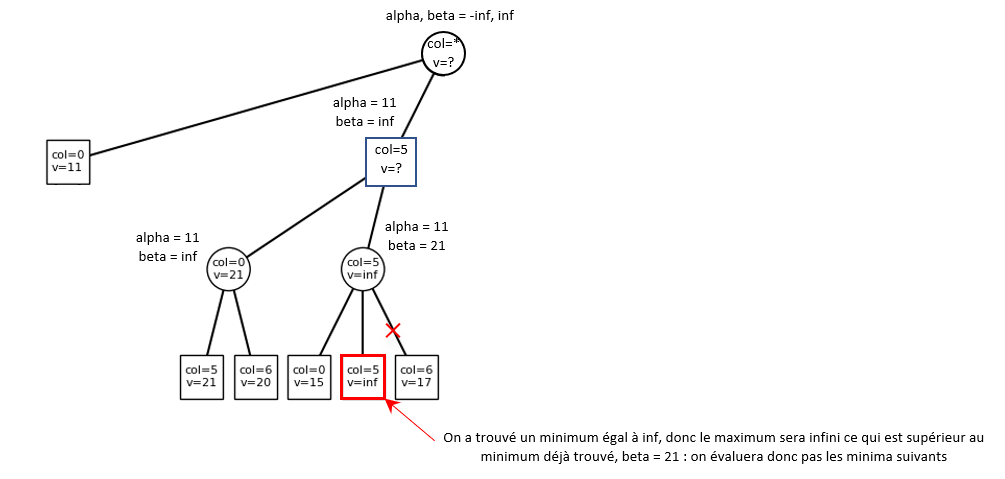 alpha, beta = -inf, inf
col=*
v=?
alpha = 11
beta = inf
col=0
v=11
col=5
v=?
alpha = 11
beta = inf
alpha = 11
beta = 21
col=0
v=21
col=5
v=inf
col=5
v=21
col=6
v=20
col=0
v=15
col=5
v=inf
col=6
v=17
On a trouvé un minimum égal à inf, donc le maximum sera infini ce qui est supérieur au
minimum déjà trouvé, beta = 21 : on évaluera donc pas les minima suivants